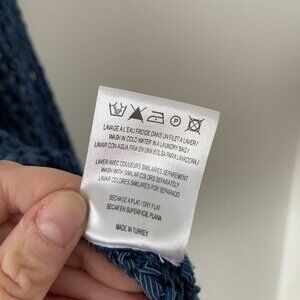 P
LAVAGE A L'EAU FROIDE DANS UN FILET A LAVER /
WASH IN COLD WATER IN A LAUNDRY BAG /
LAVAR CON AGUA FRIA EN UNA BOLSA PARA LAVADORA/
LAVER AVEC COULEURS SIMILAIRES SEPAREMENT
WASH WITH SIMILAR COLORS SEPARATELY
LAVAR COLORES SIMILARES POR SEPARADO
SECHAGE A PLAT / DRY FLAT
SECAR EN SUPERFICIE PLANA
MADE IN TURKEY